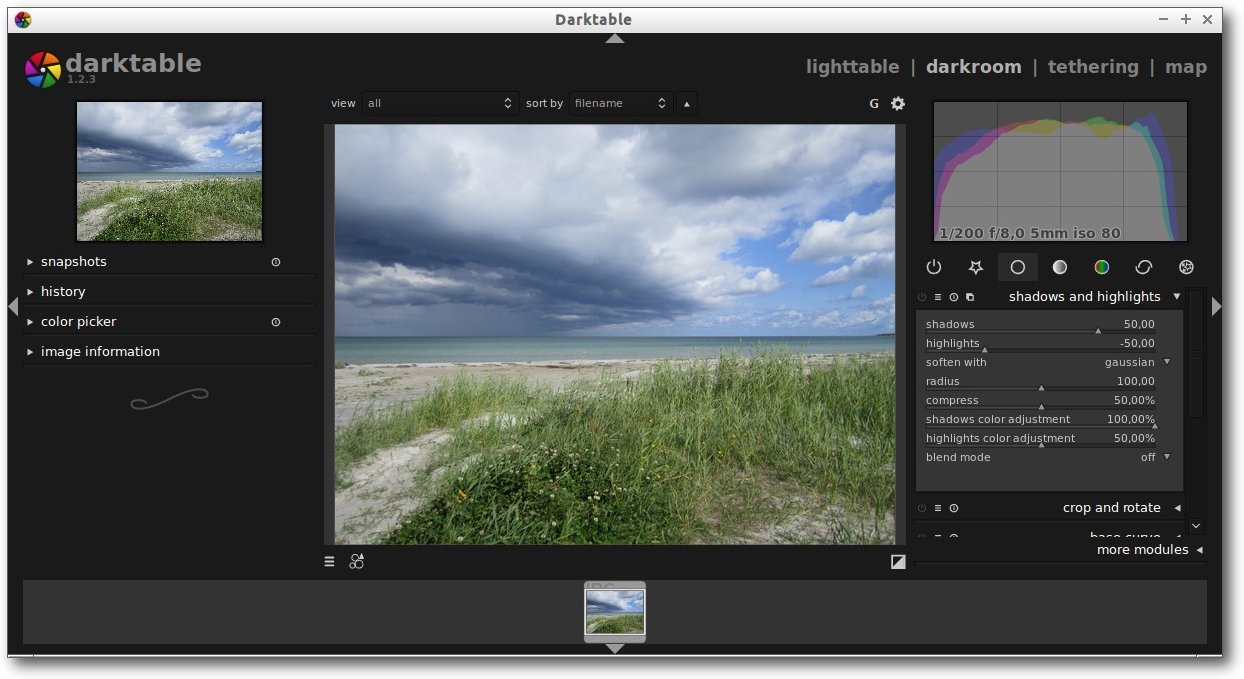 Darktable
darktable
1.2.3
lighttable | darkroom | tethering | map
view all sort by filename
G
1/200 f/8,0 5mm iso 80
snapshots
history
color picker
image information
shadows and highlights
shadows 50,00
highlights -50,00
soften with gaussian
radius 100,00
compress 50,00%
shadows color adjustment 100,00%
highlights color adjustment 50,00%
blend mode off
crop and rotate
base curve
more modules
JPG